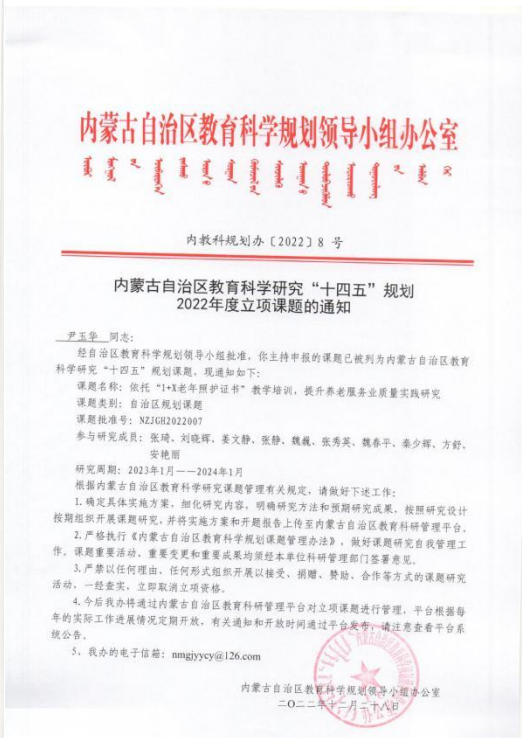 内蒙古自治区教育科学规划领导小组办公室
内教科规划办〔2022〕8 号
内蒙古自治区教育科学研究“十四五”规划
2022年度立项课题的通知
尹玉华 同志：
经自治区教育科学规划领导小组批准，你主持申报的课题已被列为内蒙古自治区教育
科学研究“十四五”规划课题，现通知如下：
课题名称：依托“1+X老年照护证书”教学培训，提升养老服务业质量实践研究
课题类别：自治区规划课题
课题批准号：NZJGH2022007
参与研究成员：张琦、刘晓辉、姜文静、张静、魏巍、张秀英、魏春平、秦少辉、方舒、
安艳丽
研究周期：2023年1月——2024年1月
根据内蒙古自治区教育科学研究课题管理有关规定，请做好下述工作：
1.确定具体实施方案，细化研究内容，明确研究方法和预期研究成果，按照研究设计
按期组织开展课题研究，并将实施方案和开题报告上传至内蒙古自治区教育科研管理平台。
2.严格执行《内蒙古自治区教育科学规划课题管理办法》，做好课题研究自我管理工
作。课题重要活动、重要变更和重要成果均须经本单位科研管理部门签署意见。
3.严禁以任何理由、任何形式组织开展以接受、捐赠、赞助、合作等方式的课题研究
活动，一经查实，立即取消立项资格。
4.今后我办将通过内蒙古自治区教育科研管理平台对立项课题进行管理，平台根据每
年的实际工作进展情况定期开放，有关通知和开放时间通过平台发布，请注意查看平台系
统公告。
5、我办的电子信箱：nmgjyycy@126.com
内蒙古自治区教育科学规划领导小组办公室
二〇二二年十二月二十八日